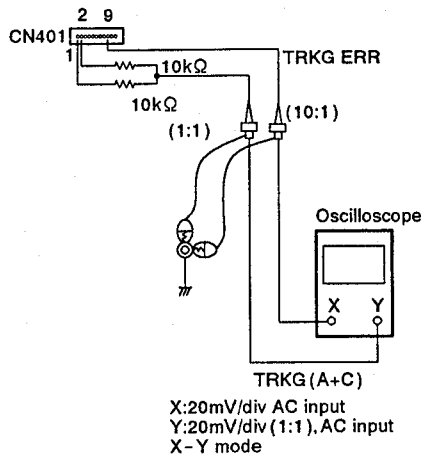 2 9
CN401
1
10kΩ
10kΩ
TRKG ERR
(1:1)
(10:1)
Oscilloscope
X Y
TRKG (A+C)
X:20mV/div AC input
Y:20mV/div (1:1), AC input
X-Y mode